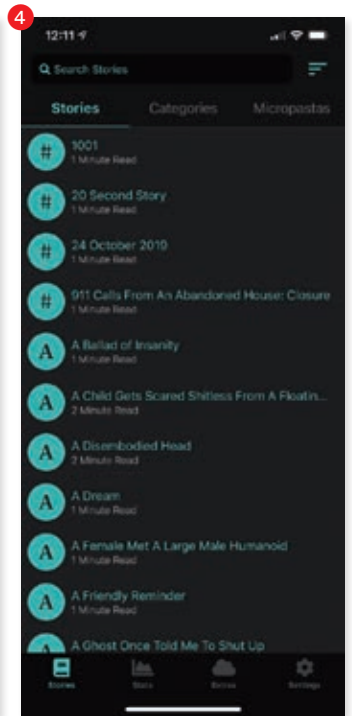 4
12:11
Search Stories
Stories Categories Micropastas
# 1001
1 Minute Read
# 20 Second Story
1 Minute Read
# 24 October 2019
1 Minute Read
# 911 Calls From An Abandoned House: Closure
1 Minute Read
A A Ballad of Insanity
1 Minute Read
A A Child Gets Scared Shitless From A Floatin...
2 Minute Read
A A Disembodied Head
2 Minute Read
A A Dream
1 Minute Read
A A Female Met A Large Male Humanoid
1 Minute Read
A A Friendly Reminder
1 Minute Read
A A Ghost Once Told Me To Shut Up
Stories Stats Extras Settings